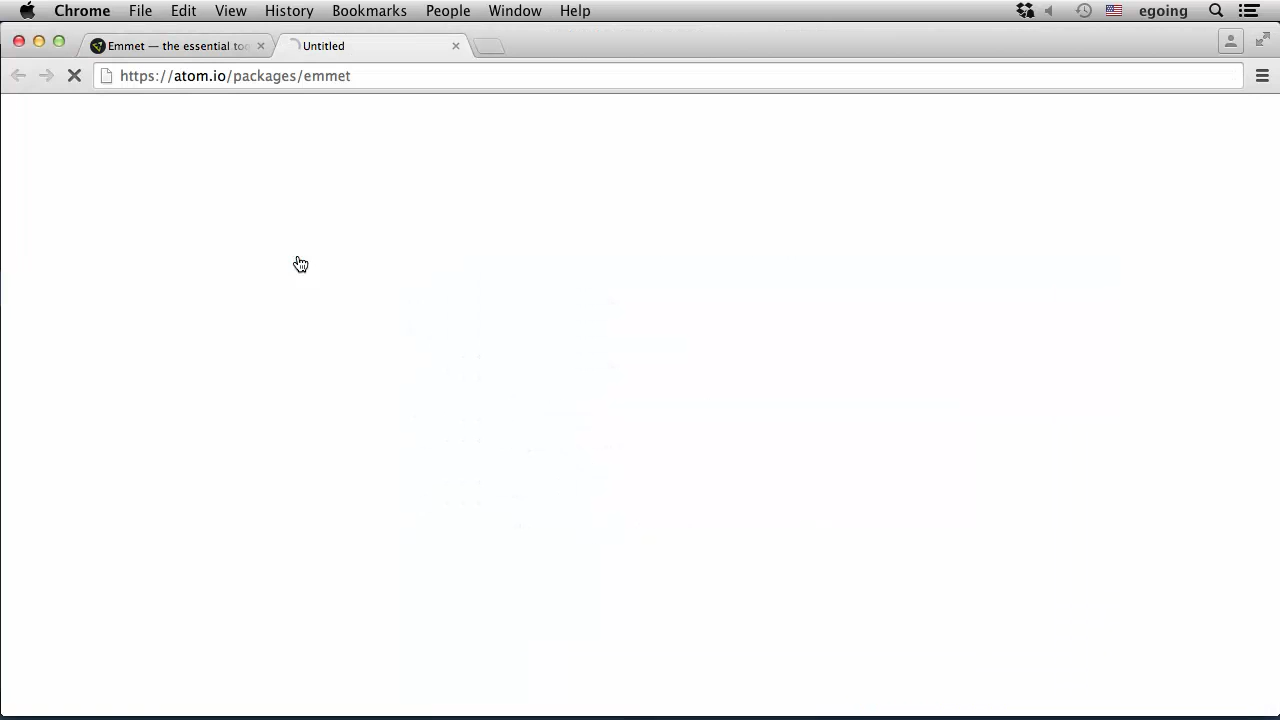 Chrome File Edit View History Bookmarks People Window Help egoing
Emmet — the essential too Untitled
https://atom.io/packages/emmet